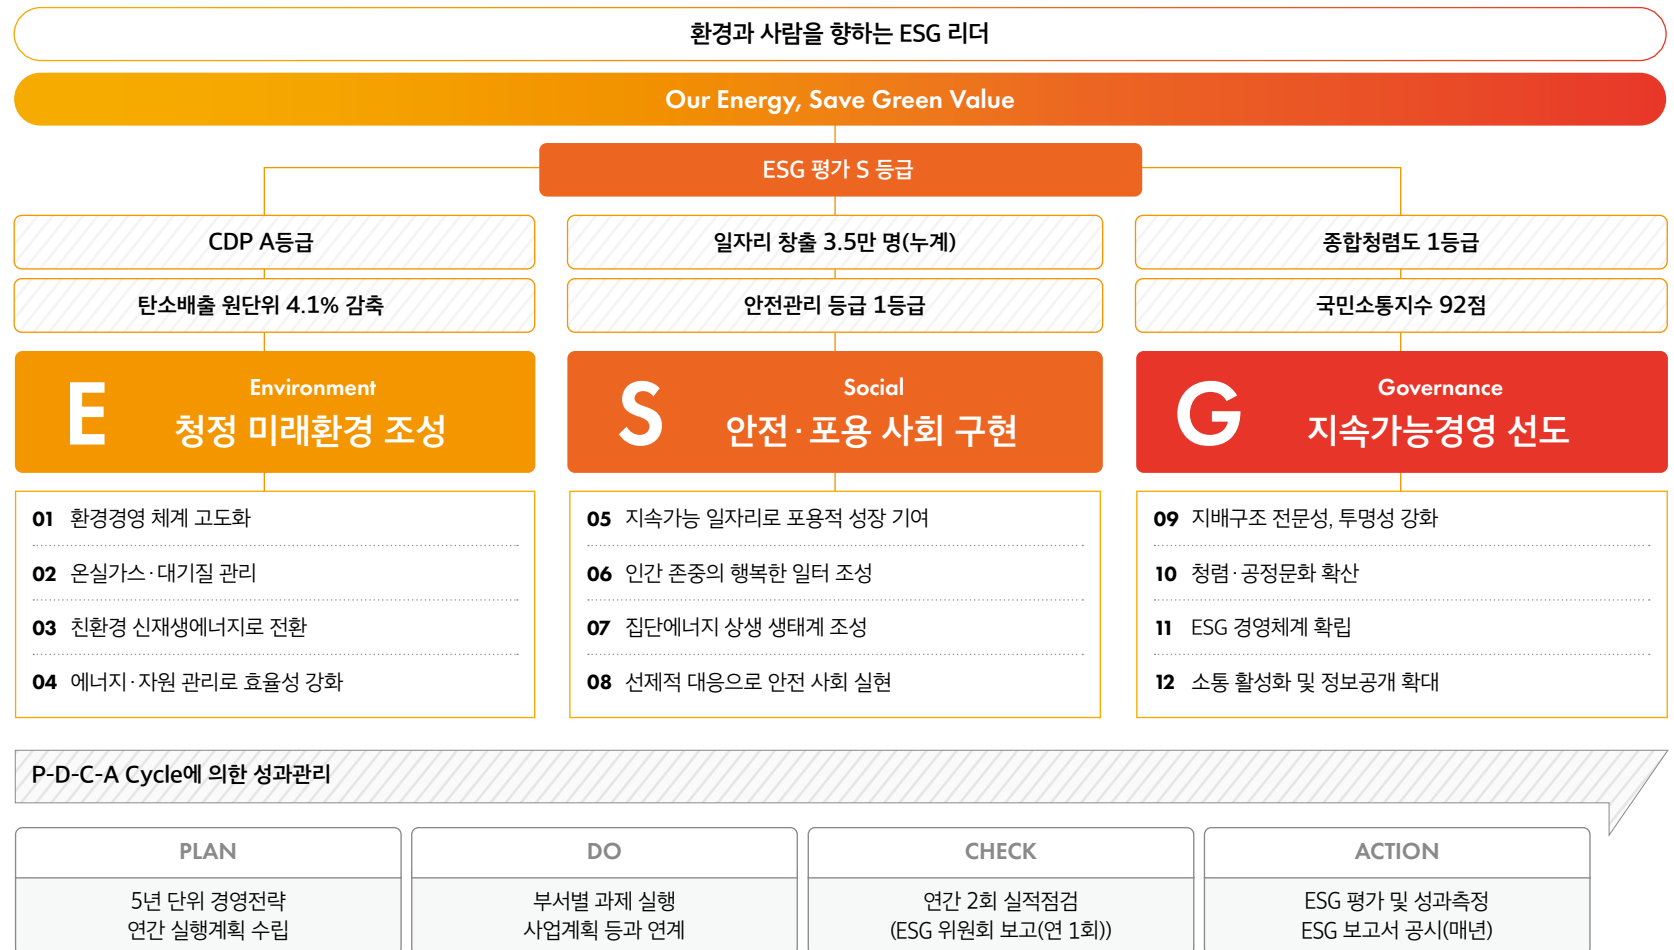 환경과 사람을 향하는 ESG 리더
Our Energy, Save Green Value
ESG 평가 S 등급
CDP A등급
탄소배출 원단위 4.1% 감축
일자리 창출 3.5만 명(누계)
안전관리 등급 1등급
종합청렴도 1등급
국민소통지수 92점
E
Environment
청정 미래환경 조성
01 환경경영 체계 고도화
02 온실가스·대기질 관리
03 친환경 신재생에너지로 전환
04 에너지·자원 관리로 효율성 강화
S
Social
안전·포용 사회 구현
05 지속가능 일자리로 포용적 성장 기여
06 인간 존중의 행복한 일터 조성
07 집단에너지 상생 생태계 조성
08 선제적 대응으로 안전 사회 실현
G
Governance
지속가능경영 선도
09 지배구조 전문성, 투명성 강화
10 청렴·공정문화 확산
11 ESG 경영체계 확립
12 소통 활성화 및 정보공개 확대
P-D-C-A Cycle에 의한 성과관리
PLAN
5년 단위 경영전략
연간 실행계획 수립
DO
부서별 과제 실행
사업계획 등과 연계
CHECK
연간 2회 실적점검
(ESG 위원회 보고(연 1회))
ACTION
ESG 평가 및 성과측정
ESG 보고서 공시(매년)